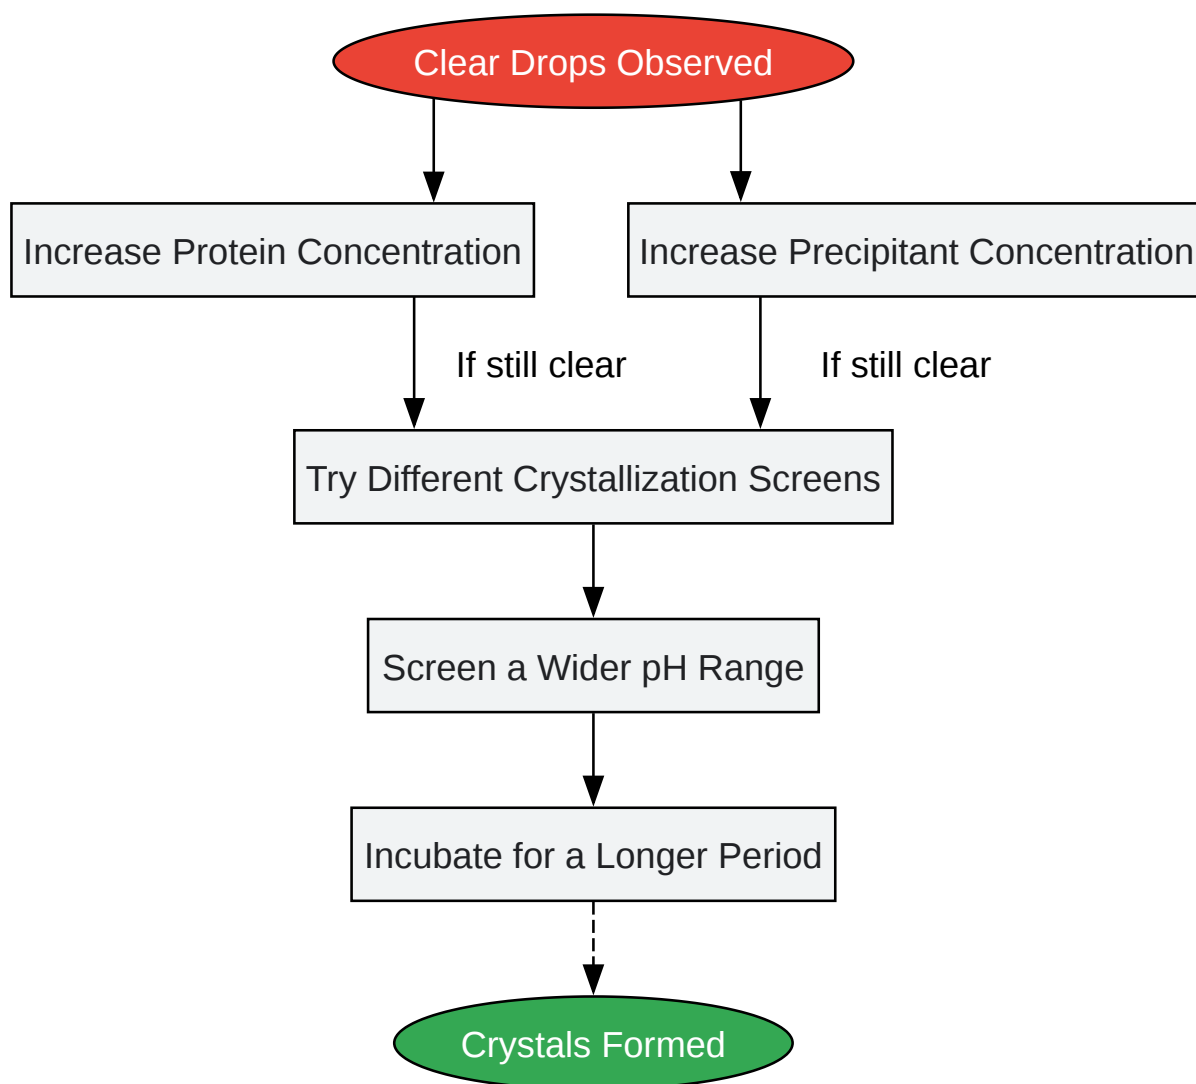 Clear Drops Observed
Increase Protein Concentration
Increase Precipitant Concentration
If still clear
If still clear
Try Different Crystallization Screens
Screen a Wider pH Range
Incubate for a Longer Period
Crystals Formed